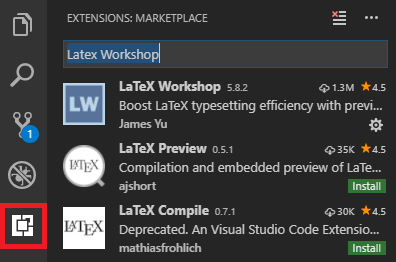 EXTENSIONS: MARKETPLACE
Latex Workshop
LaTeX Workshop 5.8.2 1.3M 4.5
Boost LaTeX typesetting efficiency with previ...
James Yu
LaTeX Preview 0.5.1 35K 4.5
Compilation and embedded preview of LaTe...
ajshort Install
LaTeX Compile 0.7.1 30K 4.5
Deprecated. An Visual Studio Code Extensio...
mathiasfrohlich Install
LW
LATEX
LATEX
1